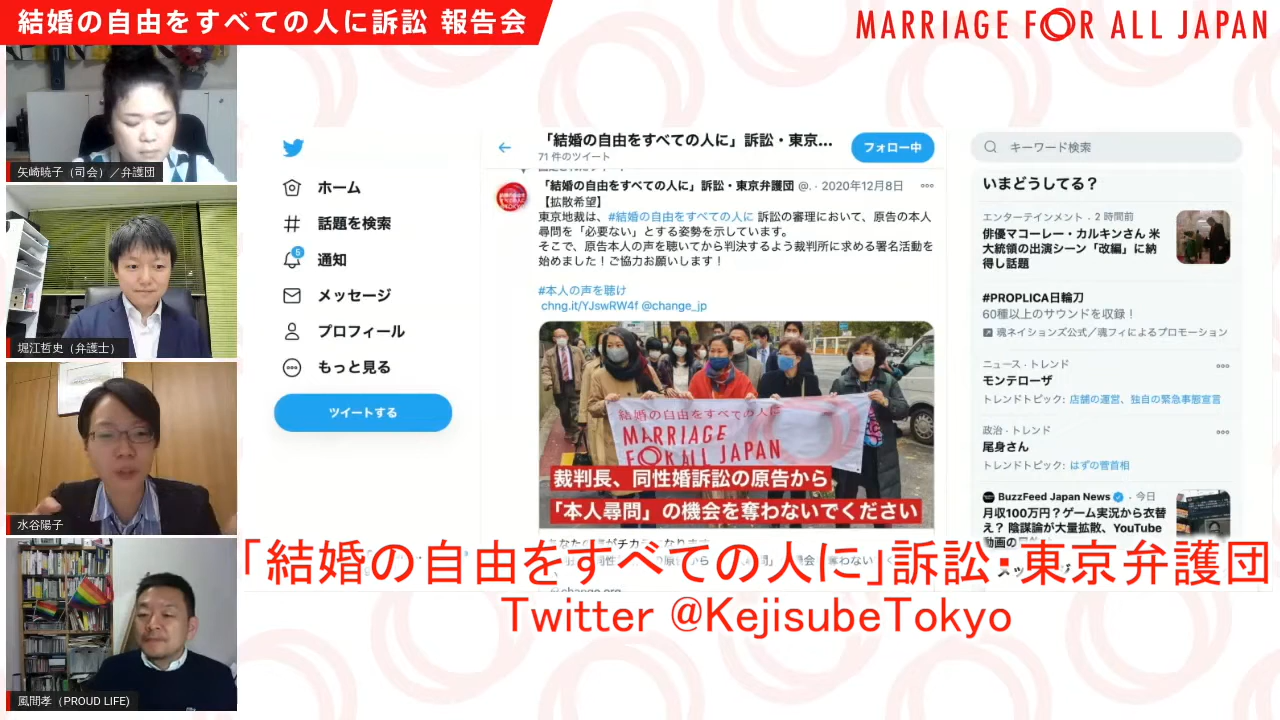 結婚の自由をすべての人に訴訟 報告会
MARRIAGE FOR ALL JAPAN
矢崎暁子（司会）／弁護団
堀江哲史（弁護士）
水谷陽子
風間孝（PROUD LIFE）
ホーム
話題を検索
5
通知
メッセージ
プロフィール
もっと見る
ツイートする
「結婚の自由をすべての人に」訴訟・東京...
71 件のツイート
フォロー中
「結婚の自由をすべての人に」訴訟・東京弁護団 @. · 2020年12月8日
【拡散希望】
東京地裁は、#結婚の自由をすべての人に 訴訟の審理において、原告の本人
尋問を「必要ない」とする姿勢を示しています。
そこで、原告本人の声を聴いてから判決するよう裁判所に求める署名活動を
始めました！ご協力お願いします！
#本人の声を聴け
chng.it/YJswRW4f @change_jp
結婚の自由をすべての人に
MARRIAGE
FOR ALL JAPAN
裁判長、同性婚訴訟の原告から
「本人尋問」の機会を奪わないでください
キーワード検索
いまどうしてる？
エンターテインメント · 2 時間前
俳優マコーレー・カルキンさん 米
大統領の出演シーン「改編」に納
得し話題
#PROPLICA日輪刀
60種以上のサウンドを収録！
魂ネイションズ公式／魂フィによるプロモーション
ニュース · トレンド
モンテローザ
トレンドトピック: 店舗の運営、独自の緊急事態宣言
政治 · トレンド
尾身さん
トレンドトピック: はずの菅首相
BuzzFeed Japan News · 今日
月収100万円？ゲーム実況から衣替
え？ 陰謀論が大量拡散、YouTube
動画の
「結婚の自由をすべての人に」訴訟・東京弁護団
Twitter @KejisubeTokyo